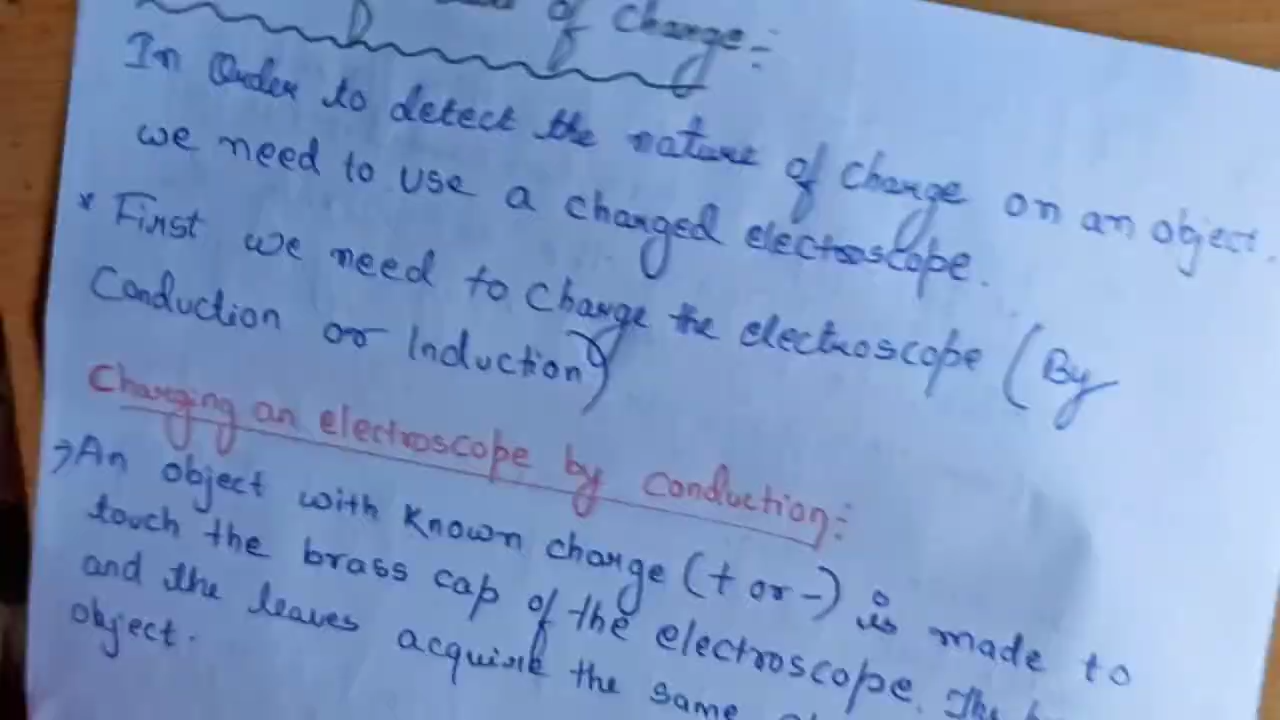 of Charge:-
In Order to detect the nature of charge on an object.
we need to use a charged electroscope.
* First we need to charge the electroscope (By
Conduction or Induction)
Charging an electroscope by conduction:-
→An object with known charge (+ or -) is made to
touch the brass cap of the electroscope. The
and the leaves acquire the same
object.